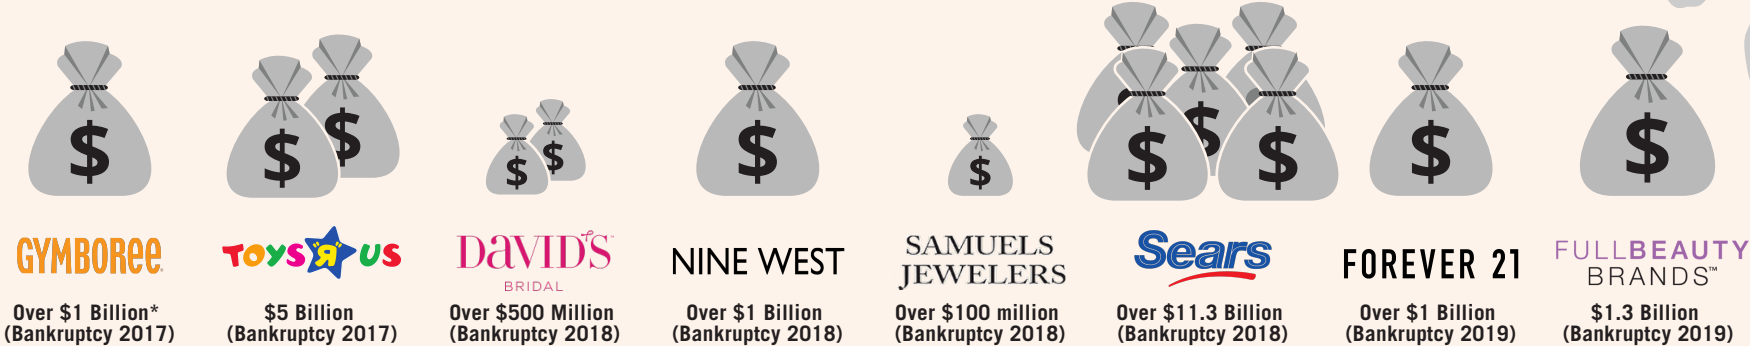 $ $ $ $ $ $ $ $ $ $ $ $ $
GYMBOREE
Over $1 Billion*
(Bankruptcy 2017)
TOYS "R" US
$5 Billion
(Bankruptcy 2017)
DAVID'S
BRIDAL
Over $500 Million
(Bankruptcy 2018)
NINE WEST
Over $1 Billion
(Bankruptcy 2018)
SAMUELS
JEWELERS
Over $100 million
(Bankruptcy 2018)
Sears
Over $11.3 Billion
(Bankruptcy 2018)
FOREVER 21
Over $1 Billion
(Bankruptcy 2019)
FULLBEAUTY
BRANDS™
$1.3 Billion
(Bankruptcy 2019)